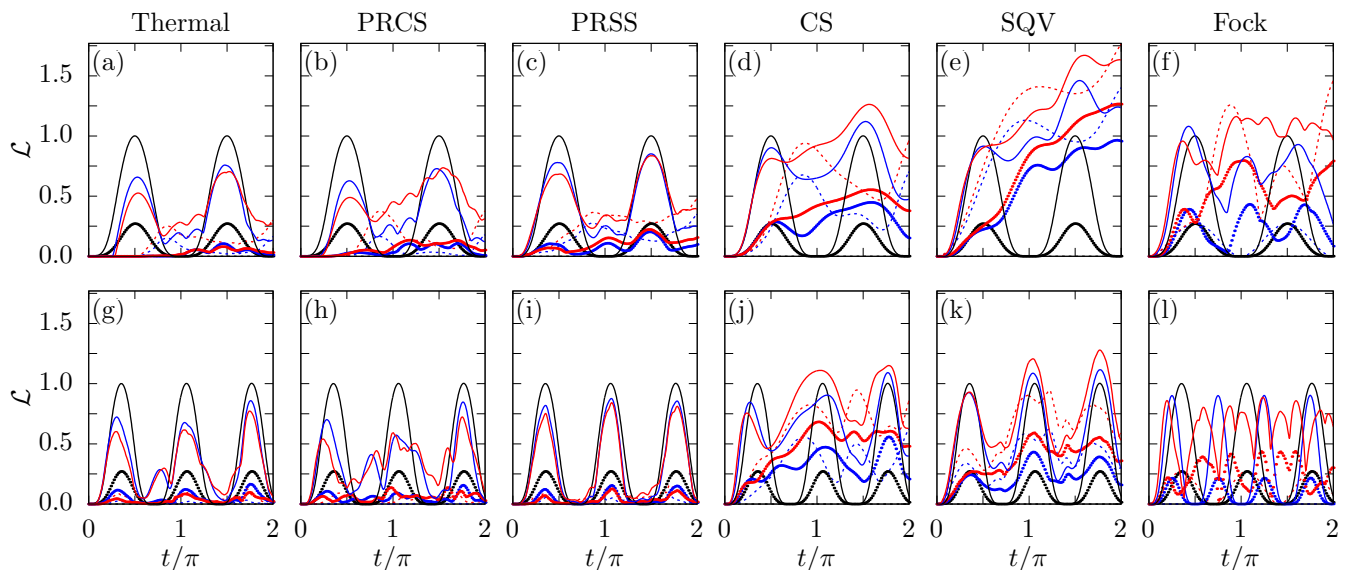 Thermal PRCS PRSS CS SQV Fock
(a) (b) (c) (d) (e) (f)
1.5
1.0
ℒ
0.5
0.0
(g) (h) (i) (j) (k) (l)
1.5
1.0
ℒ
0.5
0.0
0 1 2 0 1 2 0 1 2 0 1 2 0 1 2 0 1 2
t/π t/π t/π t/π t/π t/π